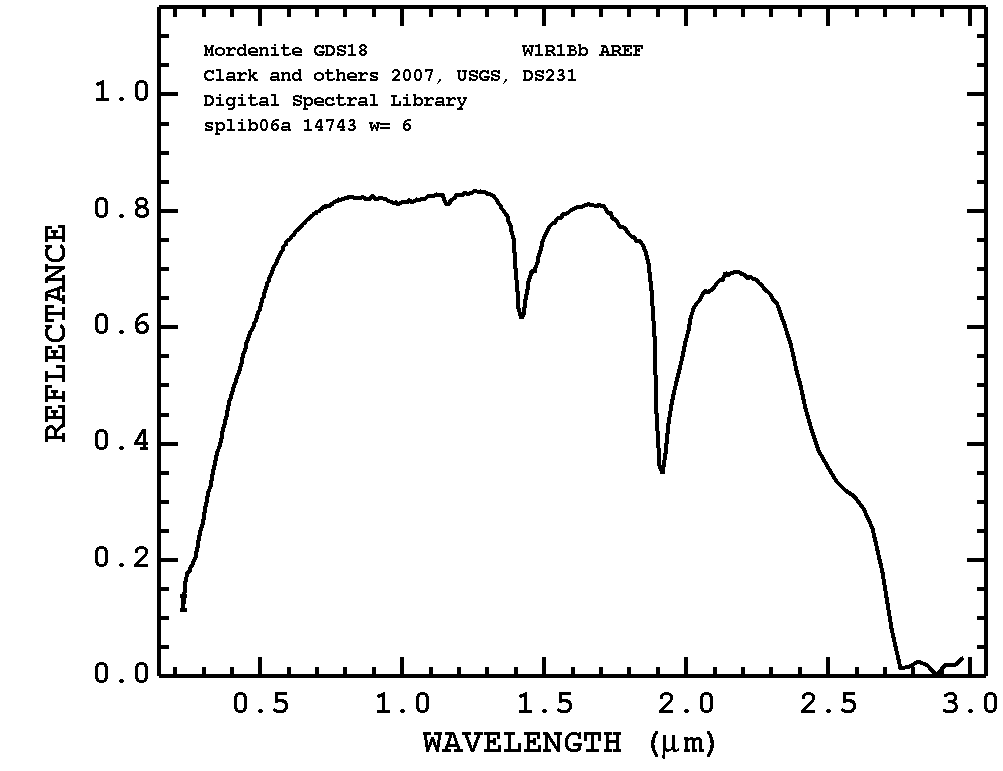 Mordenite GDS18 W1R1Bb AREF
Clark and others 2007, USGS, DS231
Digital Spectral Library
splib06a 14743 w= 6
1.0
0.8
0.6
0.4
0.2
0.0
REFLECTANCE
0.5 1.0 1.5 2.0 2.5 3.0
WAVELENGTH (μm)